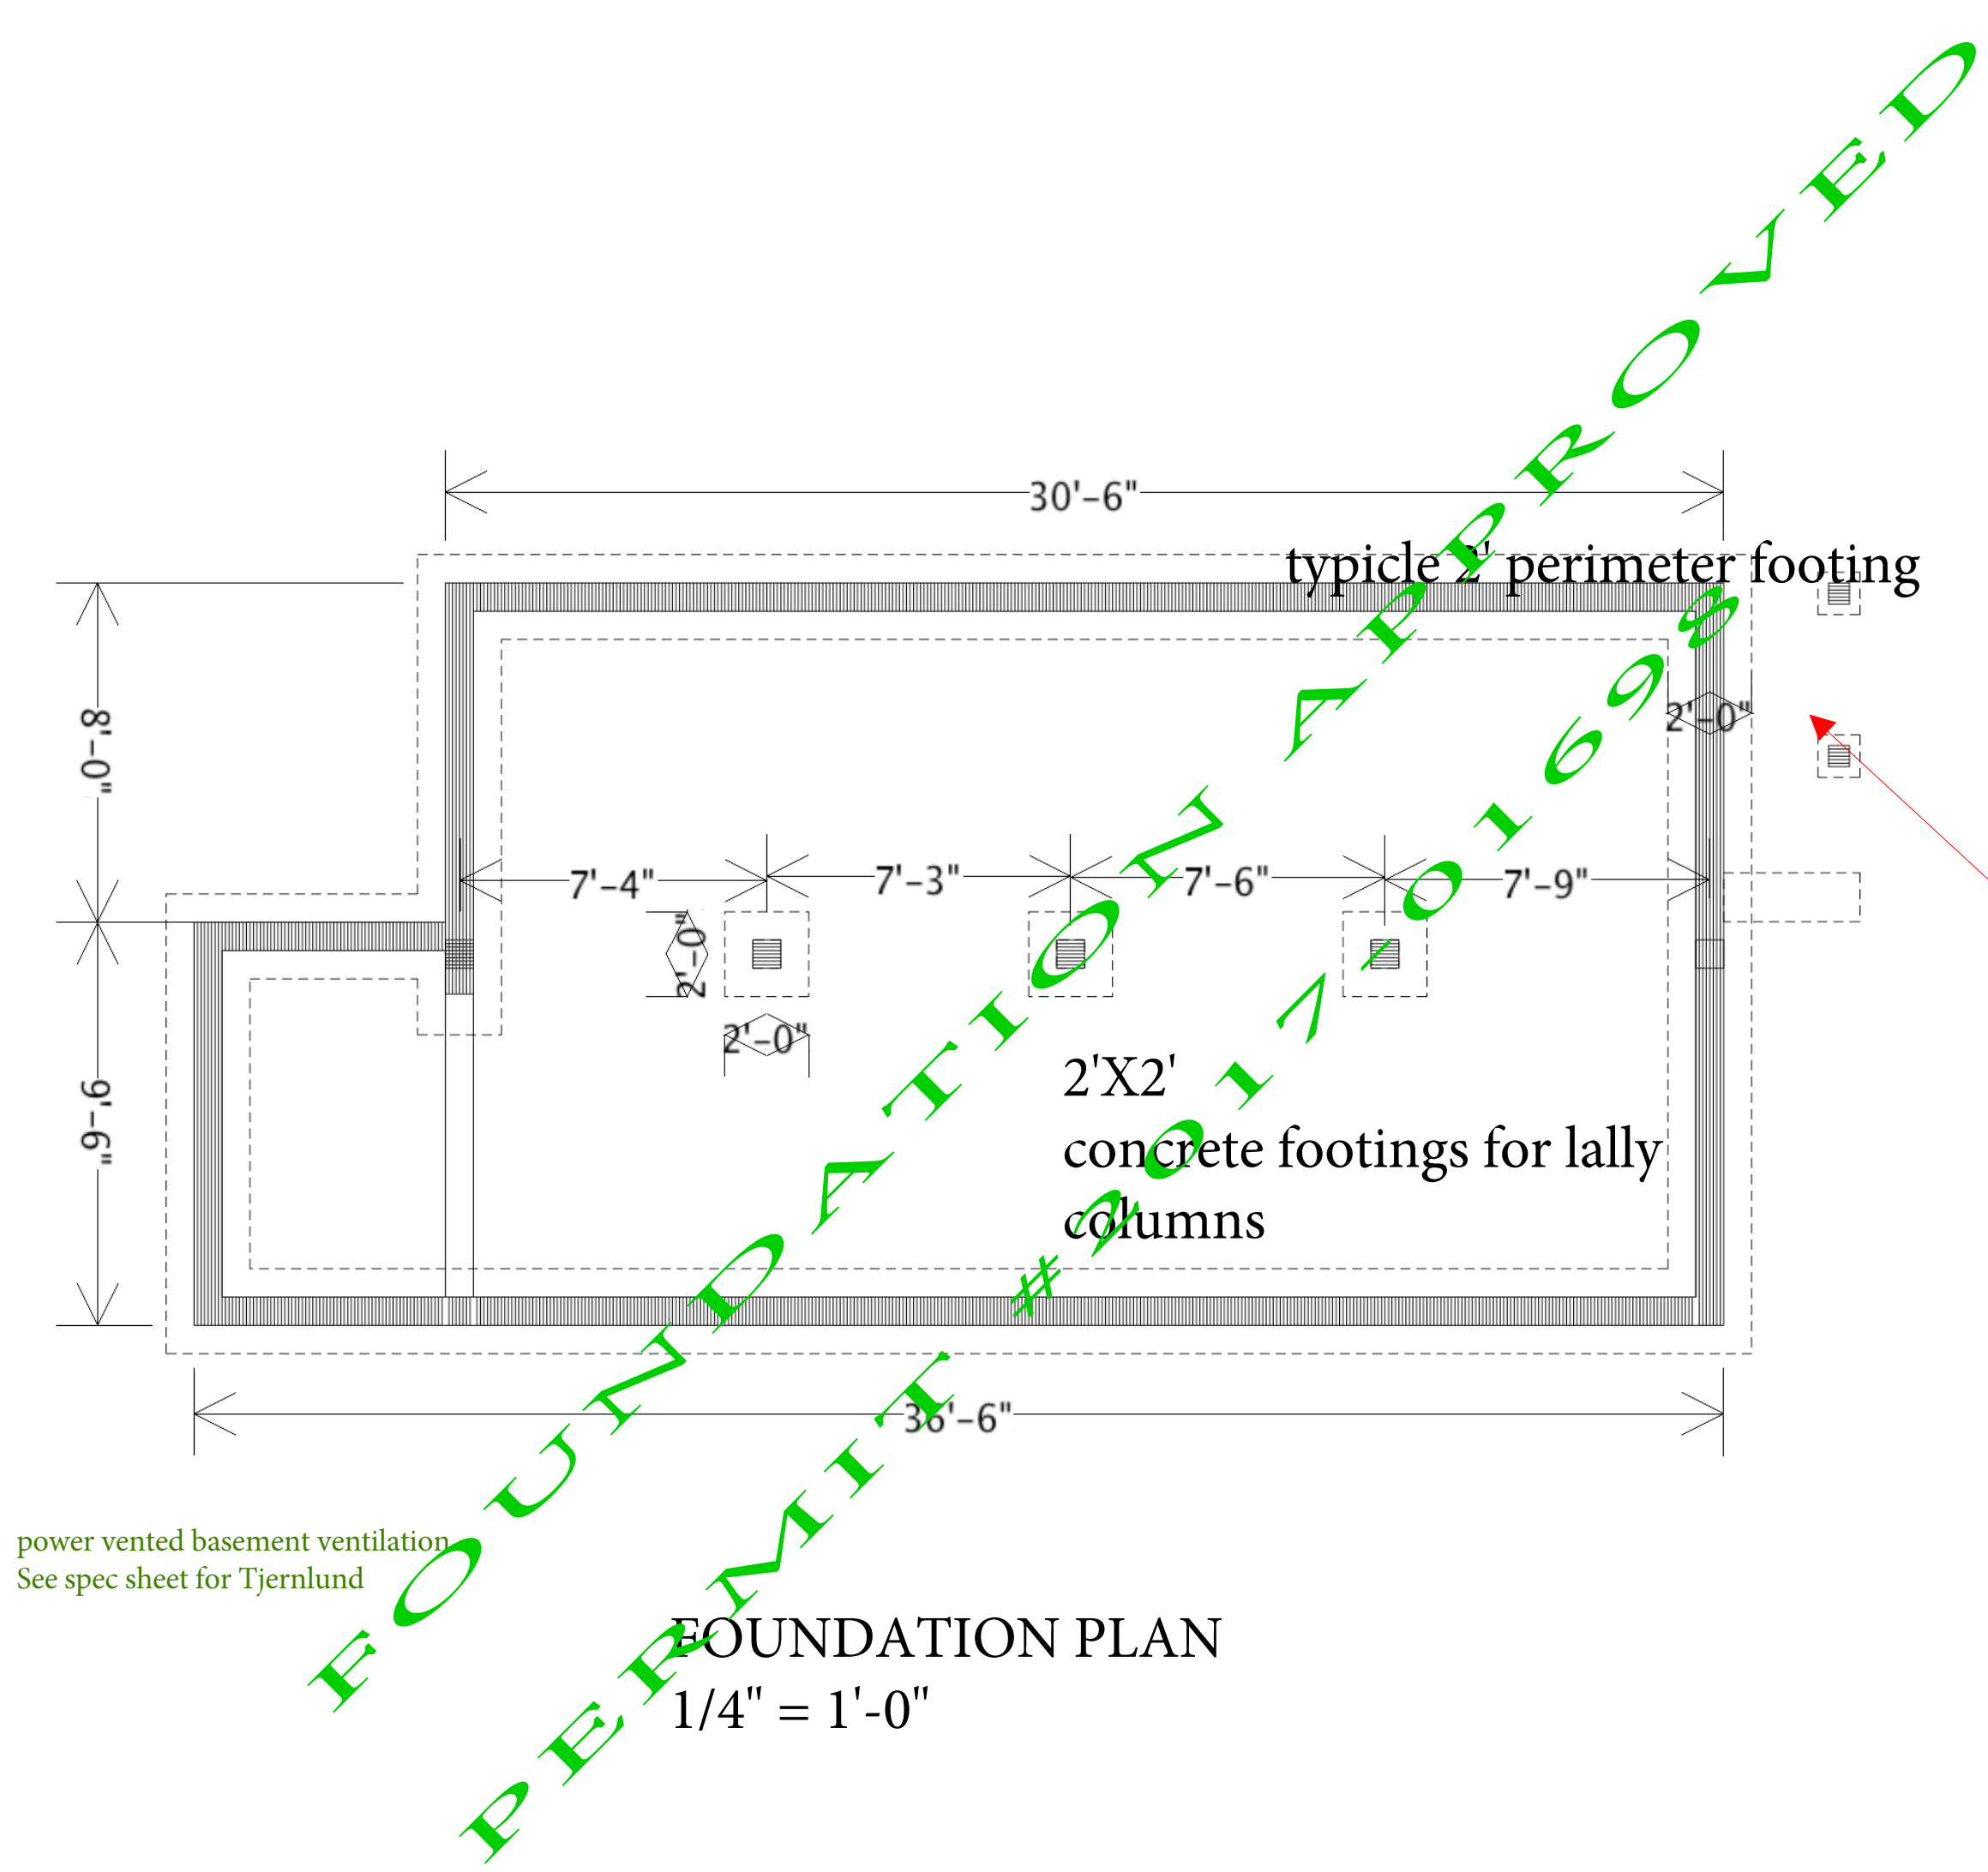 30'–6"
typicle 2' perimeter footing
8'–0"
2'–0"
7'–4"
7'–3"
7'–6"
7'–9"
2'–0"
2'–0"
2'X2'
concrete footings for lally
columns
9'–6"
36'–6"
power vented basement ventilation
See spec sheet for Tjernlund
FOUNDATION PLAN
1/4" = 1'-0"
FOUNDATION APPROVED
PERMIT #2017-01698